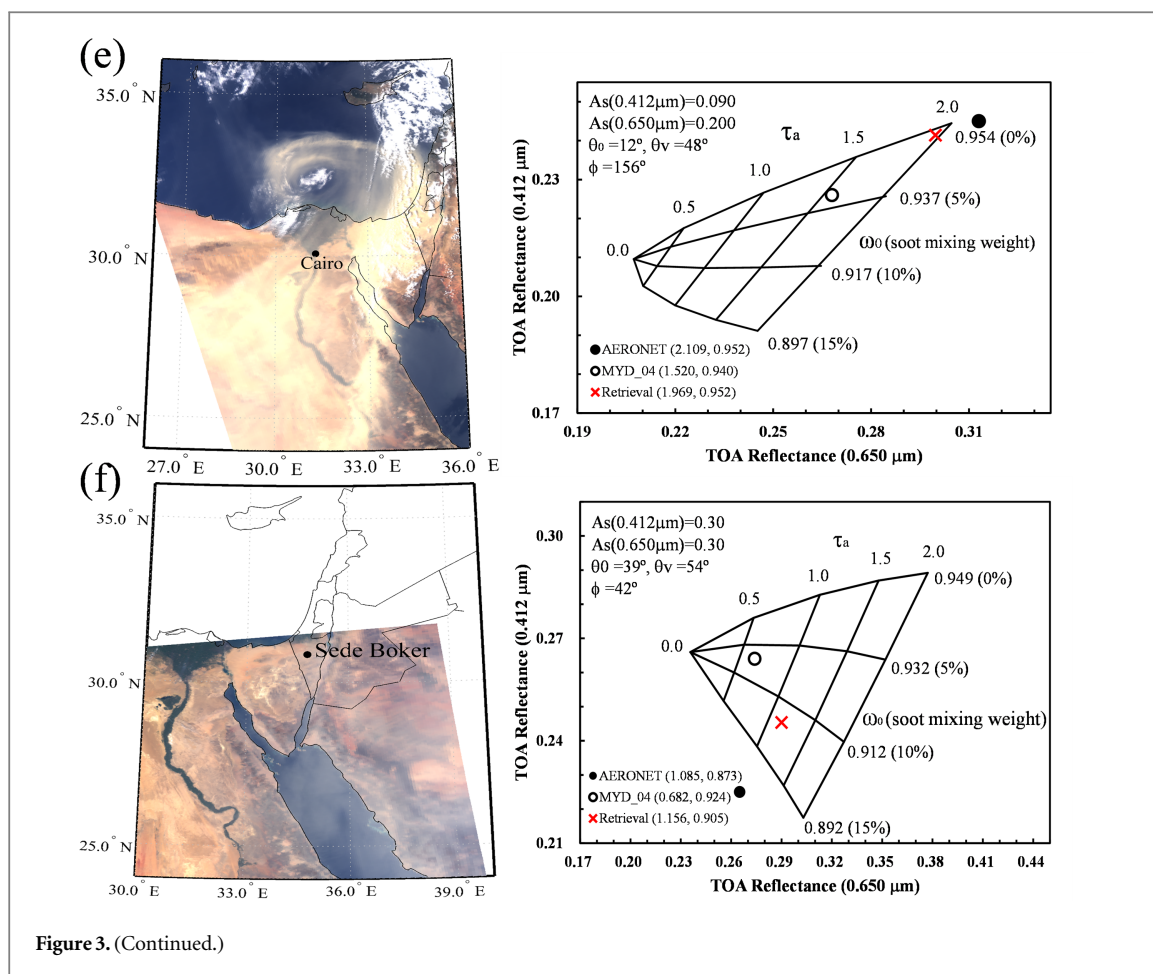 (e)
35.0° N
30.0° N
25.0° N
27.0° E 30.0° E 33.0° E 36.0° E
Cairo
As(0.412μm)=0.090
As(0.650μm)=0.200
θ0 =12°, θv =48°
ϕ =156°
τa
0.0
0.5
1.0
1.5
2.0
0.954 (0%)
0.937 (5%)
ω0 (soot mixing weight)
0.917 (10%)
0.897 (15%)
AERONET (2.109, 0.952)
MYD_04 (1.520, 0.940)
Retrieval (1.969, 0.952)
TOA Reflectance (0.412 μm)
0.23
0.20
0.17
0.19 0.22 0.25 0.28 0.31
TOA Reflectance (0.650 μm)
(f)
35.0° N
30.0° N
25.0° N
30.0° E 33.0° E 36.0° E 39.0° E
Sede Boker
As(0.412μm)=0.30
As(0.650μm)=0.30
θ0 =39°, θv =54°
ϕ =42°
τa
0.0
0.5
1.0
1.5
2.0
0.949 (0%)
0.932 (5%)
ω0 (soot mixing weight)
0.912 (10%)
0.892 (15%)
AERONET (1.085, 0.873)
MYD_04 (0.682, 0.924)
Retrieval (1.156, 0.905)
TOA Reflectance (0.412 μm)
0.30
0.27
0.24
0.21
0.17 0.20 0.23 0.26 0.29 0.32 0.35 0.38 0.41 0.44
TOA Reflectance (0.650 μm)
Figure 3. (Continued.)